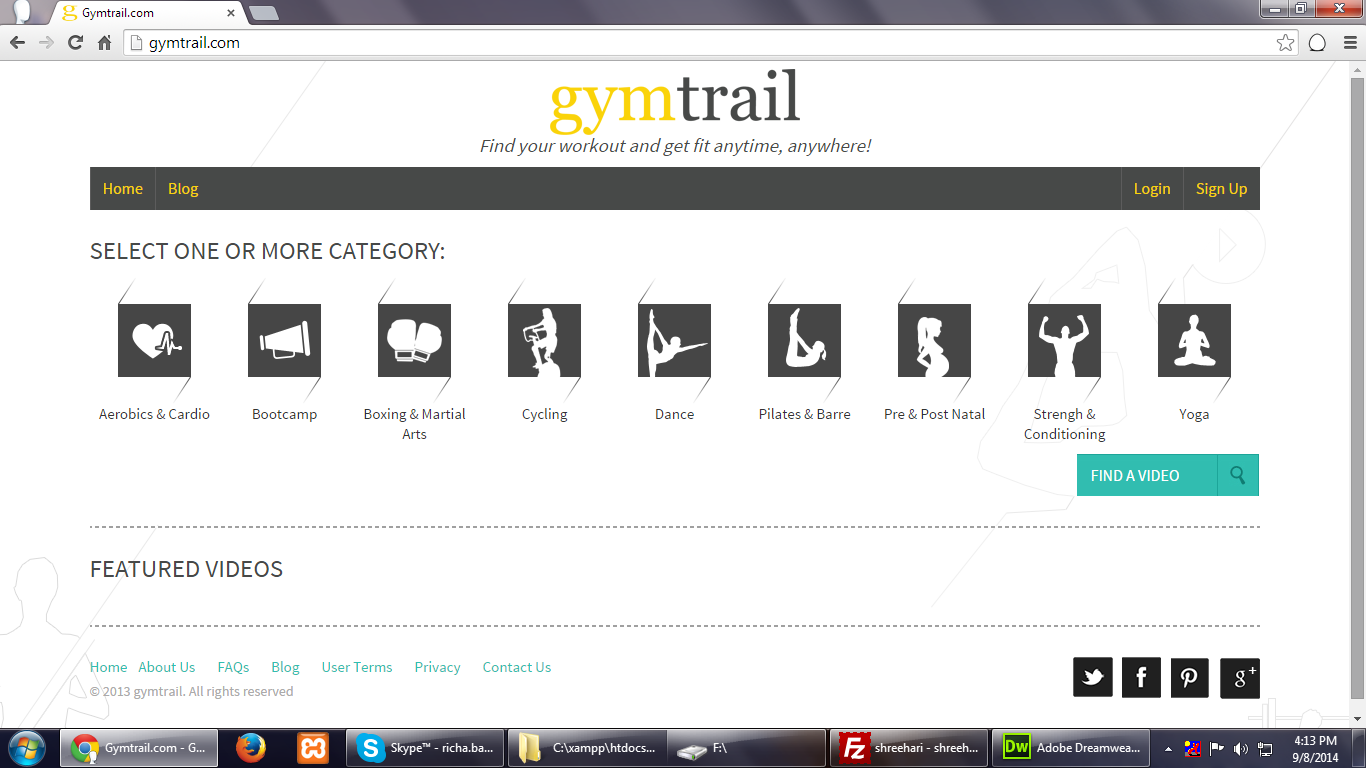 Gymtrail.com
gymtrail.com
gymtrail
Find your workout and get fit anytime, anywhere!
Home Blog Login Sign Up
SELECT ONE OR MORE CATEGORY:
Aerobics & Cardio
Bootcamp
Boxing & Martial
Arts
Cycling
Dance
Pilates & Barre
Pre & Post Natal
Strengh &
Conditioning
Yoga
FIND A VIDEO
FEATURED VIDEOS
Home About Us FAQs Blog User Terms Privacy Contact Us
© 2013 gymtrail. All rights reserved
Gymtrail.com - G...
Skype™ - richa.ba...
C:\xampp\htdocs...
F:\
shreehari - shreeh...
Adobe Dreamwea...
4:13 PM
9/8/2014